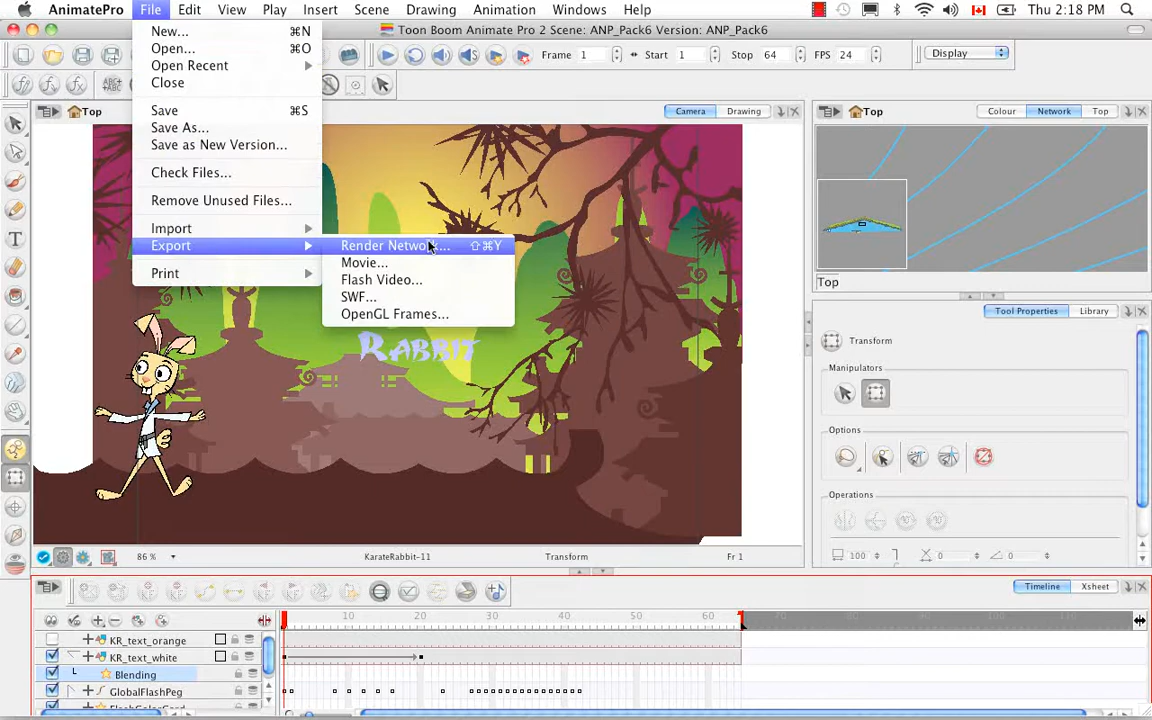 AnimatePro File Edit View Play Insert Scene Drawing Animation Windows Help Thu 2:18 PM
Toon Boom Animate Pro 2 Scene: ANP_Pack6 Version: ANP_Pack6
Frame 1 Start 1 Stop 64 FPS 24 Display
New... ⌘N
Open... ⌘O
Open Recent
Close
Save ⌘S
Save As...
Save as New Version...
Check Files...
Remove Unused Files...
Import
Export
Print
Render Network... ⇧⌘Y
Movie...
Flash Video...
SWF...
OpenGL Frames...
Top Camera Drawing
Top Colour Network Top
Top
RABBIT
Tool Properties Library
Transform
Manipulators
Options
Operations
100 0 0
86 % KarateRabbit-11 Transform Fr 1
Timeline Xsheet
10 20 30 40 50 60 70
KR_text_orange
KR_text_white
Blending
GlobalFlashPeg